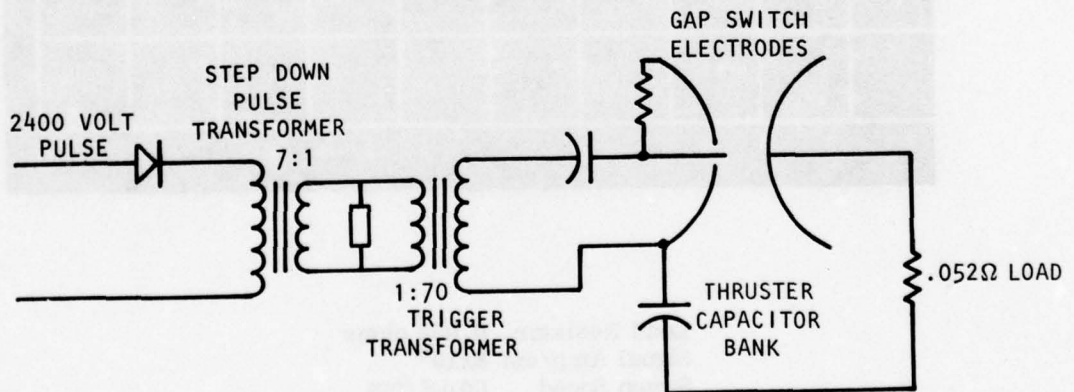 GAP SWITCH
ELECTRODES
STEP DOWN
PULSE
TRANSFORMER
7:1
2400 VOLT
PULSE
1:70
TRIGGER
TRANSFORMER
THRUSTER
CAPACITOR
BANK
.052Ω LOAD